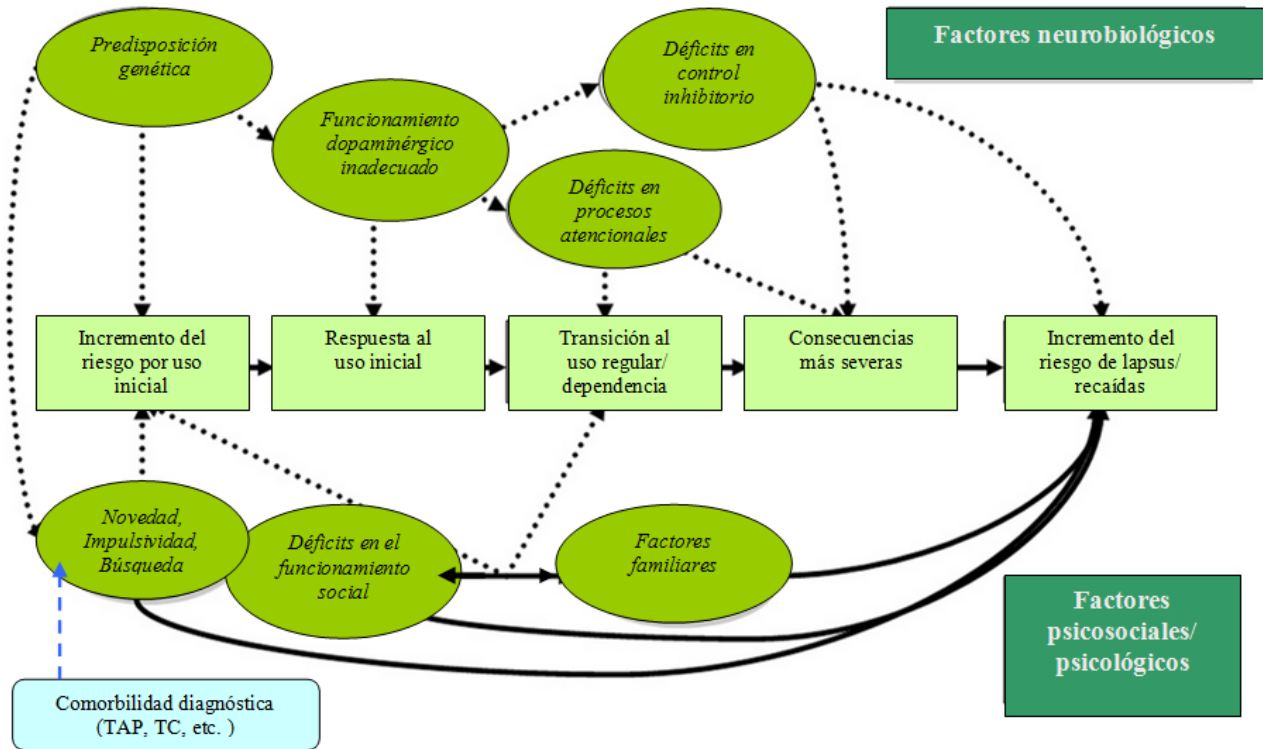 Predisposición
genética
Déficits en
control
inhibitorio
Factores neurobiológicos
Funcionamiento
dopaminérgico
inadecuado
Déficits en
procesos
atencionales
Incremento del
riesgo por uso
inicial
Respuesta al
uso inicial
Transición al
uso regular/
dependencia
Consecuencias
más severas
Incremento del
riesgo de lapsus/
recaídas
Novedad,
Impulsividad,
Búsqueda
Déficits en el
funcionamiento
social
Factores
familiares
Factores
psicosociales/
psicológicos
Comorbilidad diagnóstica
(TAP, TC, etc. )